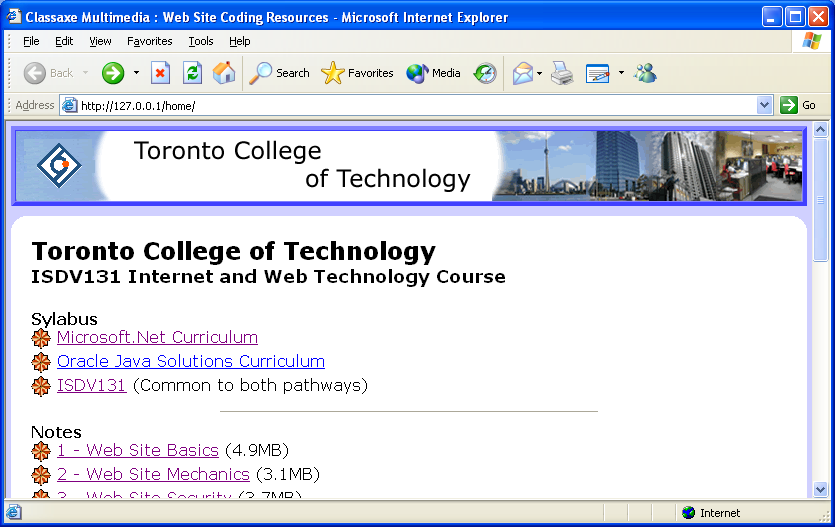 Classaxe Multimedia : Web Site Coding Resources - Microsoft Internet Explorer
File Edit View Favorites Tools Help
Back Search Favorites Media
Address http://127.0.0.1/home/ Go
Toronto College
of Technology
Toronto College of Technology
ISDV131 Internet and Web Technology Course
Sylabus
Microsoft.Net Curriculum
Oracle Java Solutions Curriculum
ISDV131 (Common to both pathways)
Notes
1 - Web Site Basics (4.9MB)
2 - Web Site Mechanics (3.1MB)
3 - Web Site Security (3.7MB)
Internet